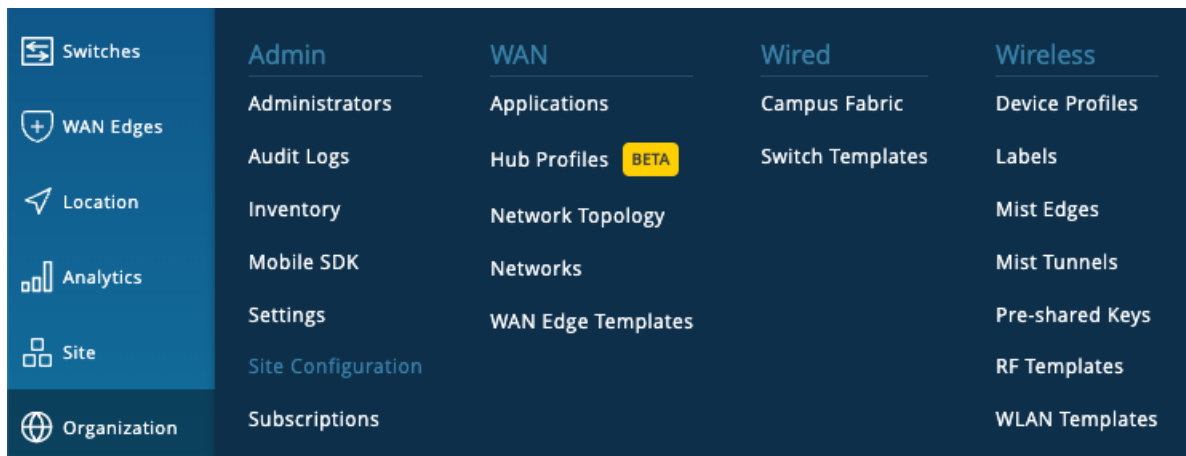 Switches
WAN Edges
Location
Analytics
Site
Organization
Admin
Administrators
Audit Logs
Inventory
Mobile SDK
Settings
Site Configuration
Subscriptions
WAN
Applications
Hub Profiles BETA
Network Topology
Networks
WAN Edge Templates
Wired
Campus Fabric
Switch Templates
Wireless
Device Profiles
Labels
Mist Edges
Mist Tunnels
Pre-shared Keys
RF Templates
WLAN Templates